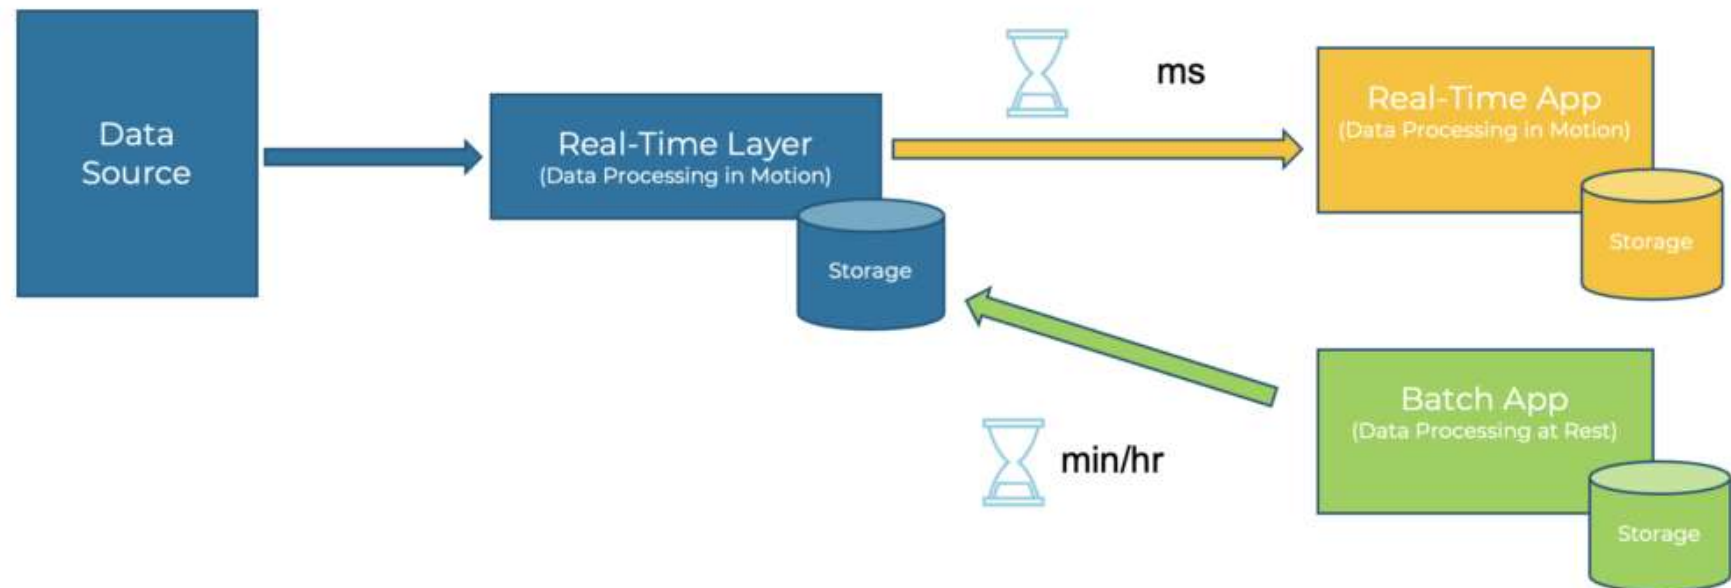 Data
Source
Real-Time Layer
(Data Processing in Motion)
Storage
ms
Real-Time App
(Data Processing in Motion)
Storage
min/hr
Batch App
(Data Processing at Rest)
Storage